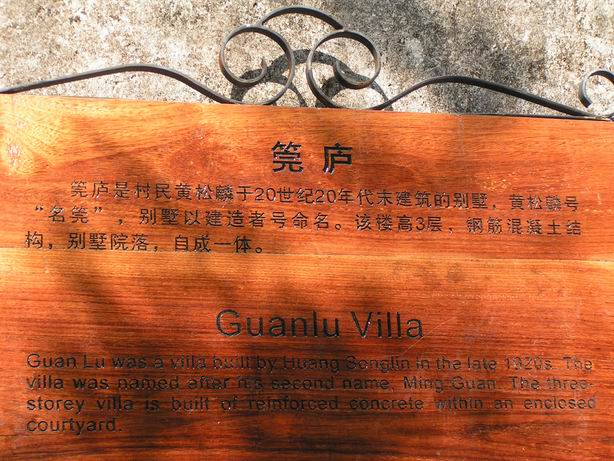 筦庐
筦庐是村民黄松麟于20世纪20年代末建筑的别墅，黄松麟号
“名筦”，别墅以建造者号命名。该楼高3层，钢筋混凝土结
构，别墅院落，自成一体。
Guanlu Villa
Guan Lu was a villa built by Huang Songlin in the late 1920s. The
villa was named after his second name, Ming Guan. The three-
storey villa is built of reinforced concrete within an enclosed
courtyard.